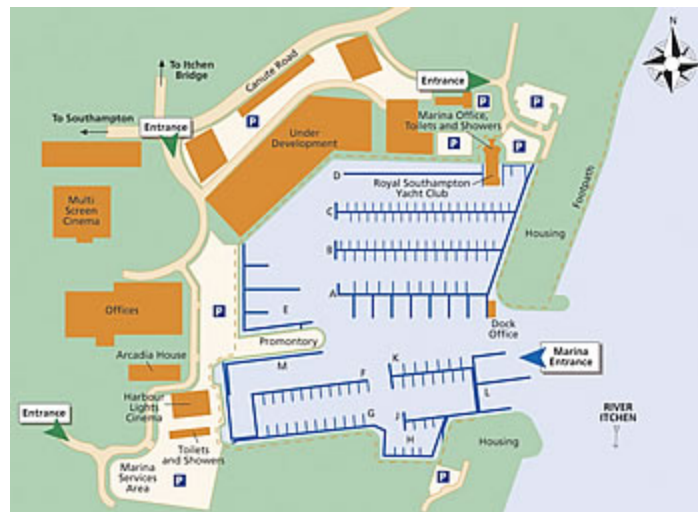 N
To Itchen
Bridge
Canute Road
Entrance
P
P
To Southampton
Entrance
P
Marina Office,
Toilets and Showers
Under
Development
P
P
D
Royal Southampton
Yacht Club
Footpath
Multi
Screen
Cinema
C
Housing
B
A
Offices
P
E
Dock
Office
Promontory
Marina
Entrance
Arcadia House
M
K
F
L
Harbour
Lights
Cinema
Entrance
G
J
RIVER
ITCHEN
H
Housing
Toilets
and Showers
Marina
Services
Area
P
P